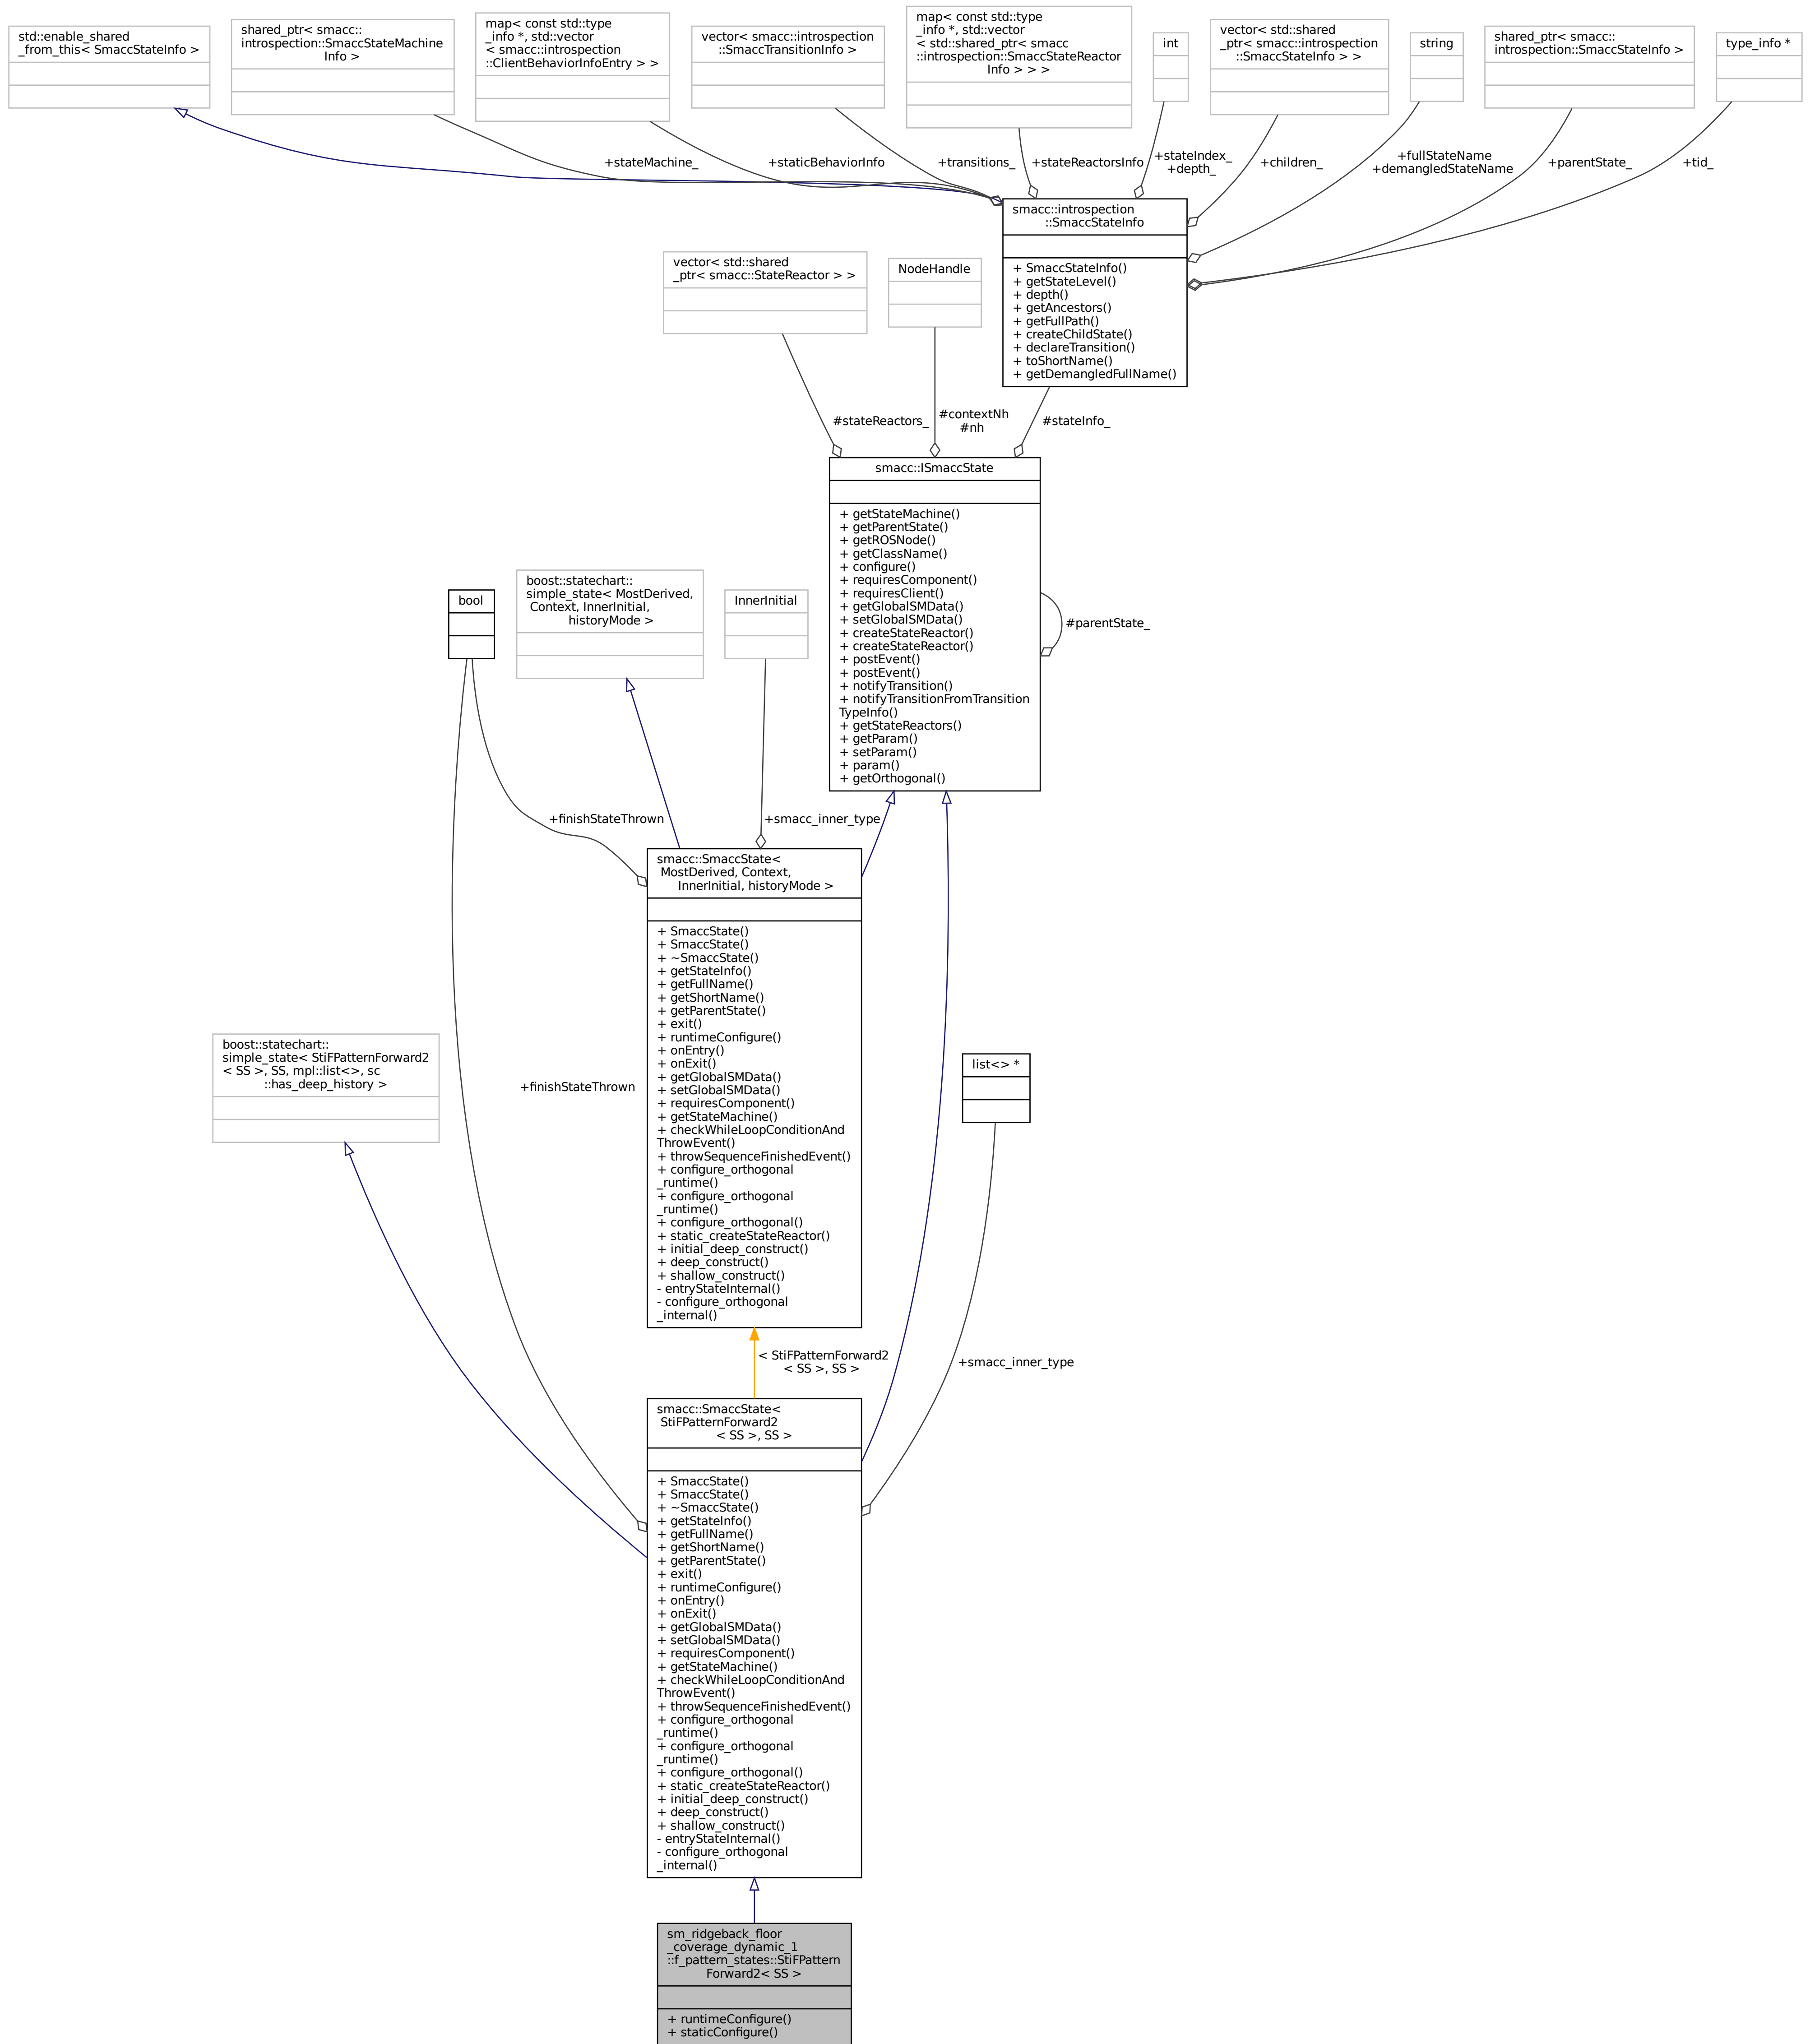 std::enable_shared
_from_this< SmaccStateInfo >
shared_ptr< smacc::
introspection::SmaccStateMachine
Info >
map< const std::type
_info *, std::vector
< smacc::introspection
::ClientBehaviorInfoEntry > >
vector< smacc::introspection
::SmaccTransitionInfo >
map< const std::type
_info *, std::vector
< std::shared_ptr< smacc
::introspection::SmaccStateReactor
Info > > >
int
vector< std::shared
_ptr< smacc::introspection
::SmaccStateInfo > >
string
shared_ptr< smacc::
introspection::SmaccStateInfo >
type_info *
+stateMachine_
+staticBehaviorInfo
+transitions_
+stateReactorsInfo
+stateIndex_
+depth_
+children_
+fullStateName
+demangledStateName
+parentState_
+tid_
smacc::introspection
::SmaccStateInfo
+ SmaccStateInfo()
+ getStateLevel()
+ depth()
+ getAncestors()
+ getFullPath()
+ createChildState()
+ declareTransition()
+ toShortName()
+ getDemangledFullName()
vector< std::shared
_ptr< smacc::StateReactor > >
NodeHandle
#stateReactors_
#contextNh
#nh
#stateInfo_
smacc::ISmaccState
+ getStateMachine()
+ getParentState()
+ getROSNode()
+ getClassName()
+ configure()
+ requiresComponent()
+ requiresClient()
+ getGlobalSMData()
+ setGlobalSMData()
+ createStateReactor()
+ createStateReactor()
+ postEvent()
+ postEvent()
+ notifyTransition()
+ notifyTransitionFromTransition
TypeInfo()
+ getStateReactors()
+ getParam()
+ setParam()
+ param()
+ getOrthogonal()
#parentState_
bool
boost::statechart::
simple_state< MostDerived,
Context, InnerInitial,
historyMode >
InnerInitial
+finishStateThrown
+smacc_inner_type
smacc::SmaccState<
MostDerived, Context,
InnerInitial, historyMode >
+ SmaccState()
+ SmaccState()
+ ~SmaccState()
+ getStateInfo()
+ getFullName()
+ getShortName()
+ getParentState()
+ exit()
+ runtimeConfigure()
+ onEntry()
+ onExit()
+ getGlobalSMData()
+ setGlobalSMData()
+ requiresComponent()
+ getStateMachine()
+ checkWhileLoopConditionAnd
ThrowEvent()
+ throwSequenceFinishedEvent()
+ configure_orthogonal
_runtime()
+ configure_orthogonal
_runtime()
+ configure_orthogonal()
+ static_createStateReactor()
+ initial_deep_construct()
+ deep_construct()
+ shallow_construct()
- entryStateInternal()
- configure_orthogonal
_internal()
boost::statechart::
simple_state< StiFPatternForward2
< SS >, SS, mpl::list<>, sc
::has_deep_history >
+finishStateThrown
list<> *
< StiFPatternForward2
< SS >, SS >
+smacc_inner_type
smacc::SmaccState<
StiFPatternForward2
< SS >, SS >
+ SmaccState()
+ SmaccState()
+ ~SmaccState()
+ getStateInfo()
+ getFullName()
+ getShortName()
+ getParentState()
+ exit()
+ runtimeConfigure()
+ onEntry()
+ onExit()
+ getGlobalSMData()
+ setGlobalSMData()
+ requiresComponent()
+ getStateMachine()
+ checkWhileLoopConditionAnd
ThrowEvent()
+ throwSequenceFinishedEvent()
+ configure_orthogonal
_runtime()
+ configure_orthogonal
_runtime()
+ configure_orthogonal()
+ static_createStateReactor()
+ initial_deep_construct()
+ deep_construct()
+ shallow_construct()
- entryStateInternal()
- configure_orthogonal
_internal()
sm_ridgeback_floor
_coverage_dynamic_1
::f_pattern_states::StiFPattern
Forward2< SS >
+ runtimeConfigure()
+ staticConfigure()